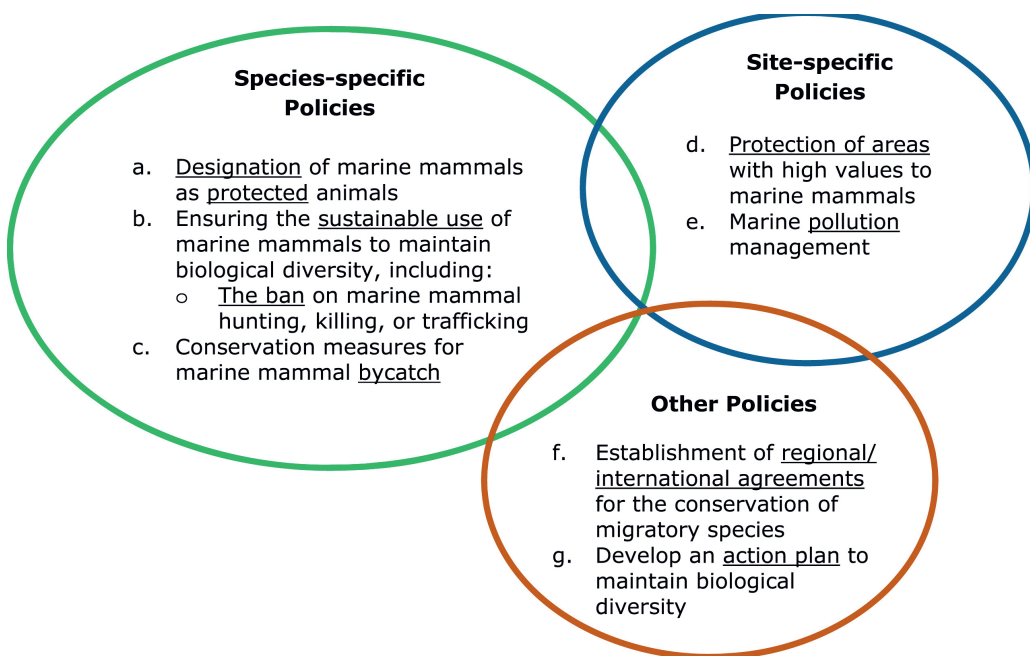 Species-specific
Policies
a. Designation of marine mammals
as protected animals
b. Ensuring the sustainable use of
marine mammals to maintain
biological diversity, including:
o The ban on marine mammal
hunting, killing, or trafficking
c. Conservation measures for
marine mammal bycatch
Site-specific
Policies
d. Protection of areas
with high values to
marine mammals
e. Marine pollution
management
Other Policies
f. Establishment of regional/
international agreements
for the conservation of
migratory species
g. Develop an action plan to
maintain biological
diversity